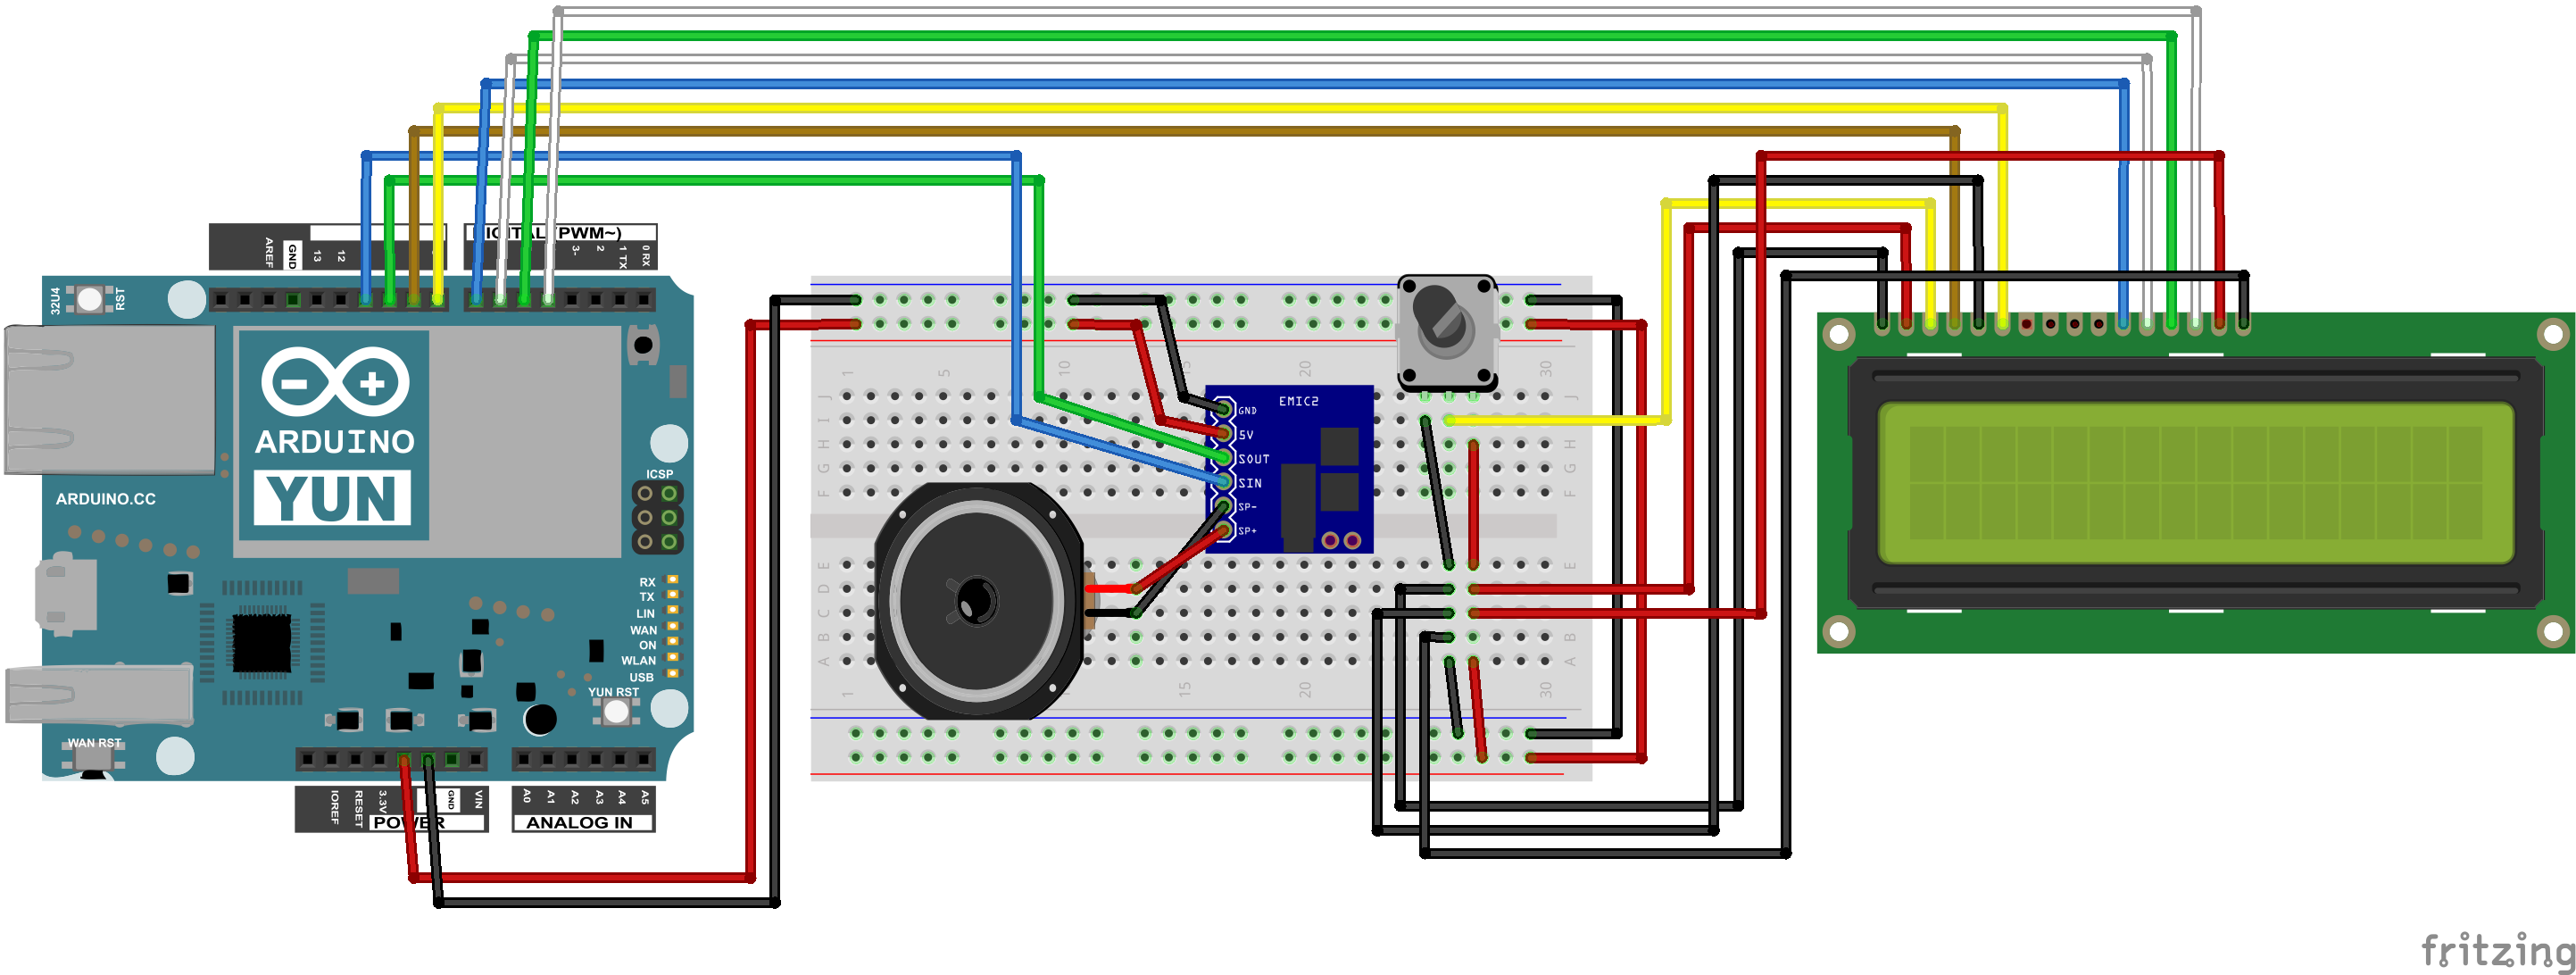 AREF
GND
13
12
DIGITAL (PWM~)
3~
2
1 TX
0 RX
32U4
RST
ARDUINO
YUN
ARDUINO.CC
ICSP
RX
TX
LIN
WAN
ON
WLAN
USB
YUN RST
WAN RST
IOREF
RESET
3.3V
GND
VIN
POWER
A0
A1
A2
A3
A4
A5
ANALOG IN
1
5
10
20
30
J
I
H
G
F
E
D
C
B
A
J
H
G
F
E
B
A
1
15
20
30
EMIC2
GND
5V
SOUT
SIN
SP-
SP+
fritzing